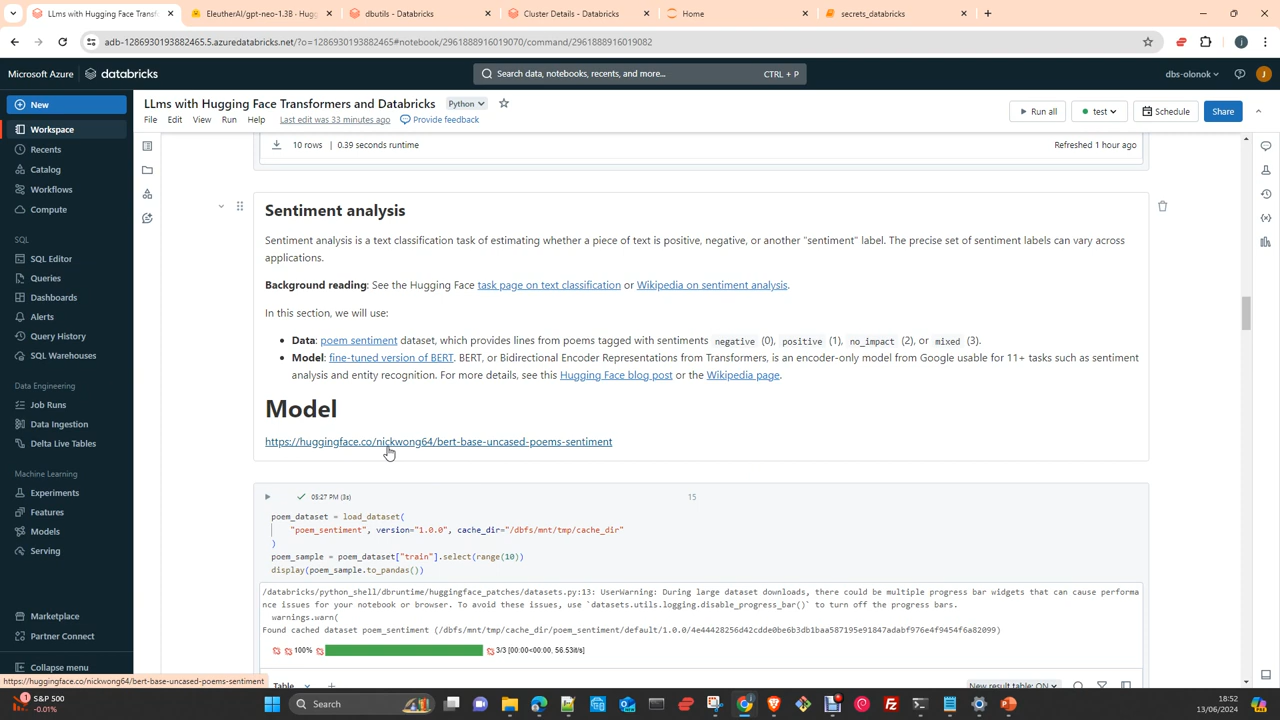 LLms with Hugging Face Transf
EleutherAI/gpt-neo-1.3B · Hugg
dbutils - Databricks
Cluster Details - Databricks
Home
secrets_databricks
adb-1286930193882465.5.azuredatabricks.net/?o=1286930193882465#notebook/2961888916019070/command/2961888916019082
Microsoft Azure
databricks
Search data, notebooks, recents, and more...
CTRL + P
dbs-olonok
J
New
Workspace
Recents
Catalog
Workflows
Compute
SQL
SQL Editor
Queries
Dashboards
Alerts
Query History
SQL Warehouses
Data Engineering
Job Runs
Data Ingestion
Delta Live Tables
Machine Learning
Experiments
Features
Models
Serving
Marketplace
Partner Connect
Collapse menu
LLms with Hugging Face Transformers and Databricks
Python
File Edit View Run Help Last edit was 33 minutes ago Provide feedback
Run all
test
Schedule
Share
10 rows | 0.39 seconds runtime
Refreshed 1 hour ago
Sentiment analysis
Sentiment analysis is a text classification task of estimating whether a piece of text is positive, negative, or another "sentiment" label. The precise set of sentiment labels can vary across
applications.
Background reading: See the Hugging Face task page on text classification or Wikipedia on sentiment analysis.
In this section, we will use:
• Data: poem sentiment dataset, which provides lines from poems tagged with sentiments negative (0), positive (1), no_impact (2), or mixed (3).
• Model: fine-tuned version of BERT. BERT, or Bidirectional Encoder Representations from Transformers, is an encoder-only model from Google usable for 11+ tasks such as sentiment
analysis and entity recognition. For more details, see this Hugging Face blog post or the Wikipedia page.
Model
https://huggingface.co/nickwong64/bert-base-uncased-poems-sentiment
05:27 PM (3s)
15
poem_dataset = load_dataset(
"poem_sentiment", version="1.0.0", cache_dir="/dbfs/mnt/tmp/cache_dir"
)
poem_sample = poem_dataset["train"].select(range(10))
display(poem_sample.to_pandas())
/databricks/python_shell/dbruntime/huggingface_patches/datasets.py:13: UserWarning: During large dataset downloads, there could be multiple progress bar widgets that can cause performa
nce issues for your notebook or browser. To avoid these issues, use `datasets.utils.logging.disable_progress_bar()` to turn off the progress bars.
warnings.warn(
Found cached dataset poem_sentiment (/dbfs/mnt/tmp/cache_dir/poem_sentiment/default/1.0.0/4e44428256d42cdde0be6b3db1baa587195e91847adabf976e4f9454f6a82099)
100%
3/3 [00:00<00:00, 56.53it/s]
Table
New result table: ON
https://huggingface.co/nickwong64/bert-base-uncased-poems-sentiment
S&P 500
-0.01%
Search
18:52
13/06/2024